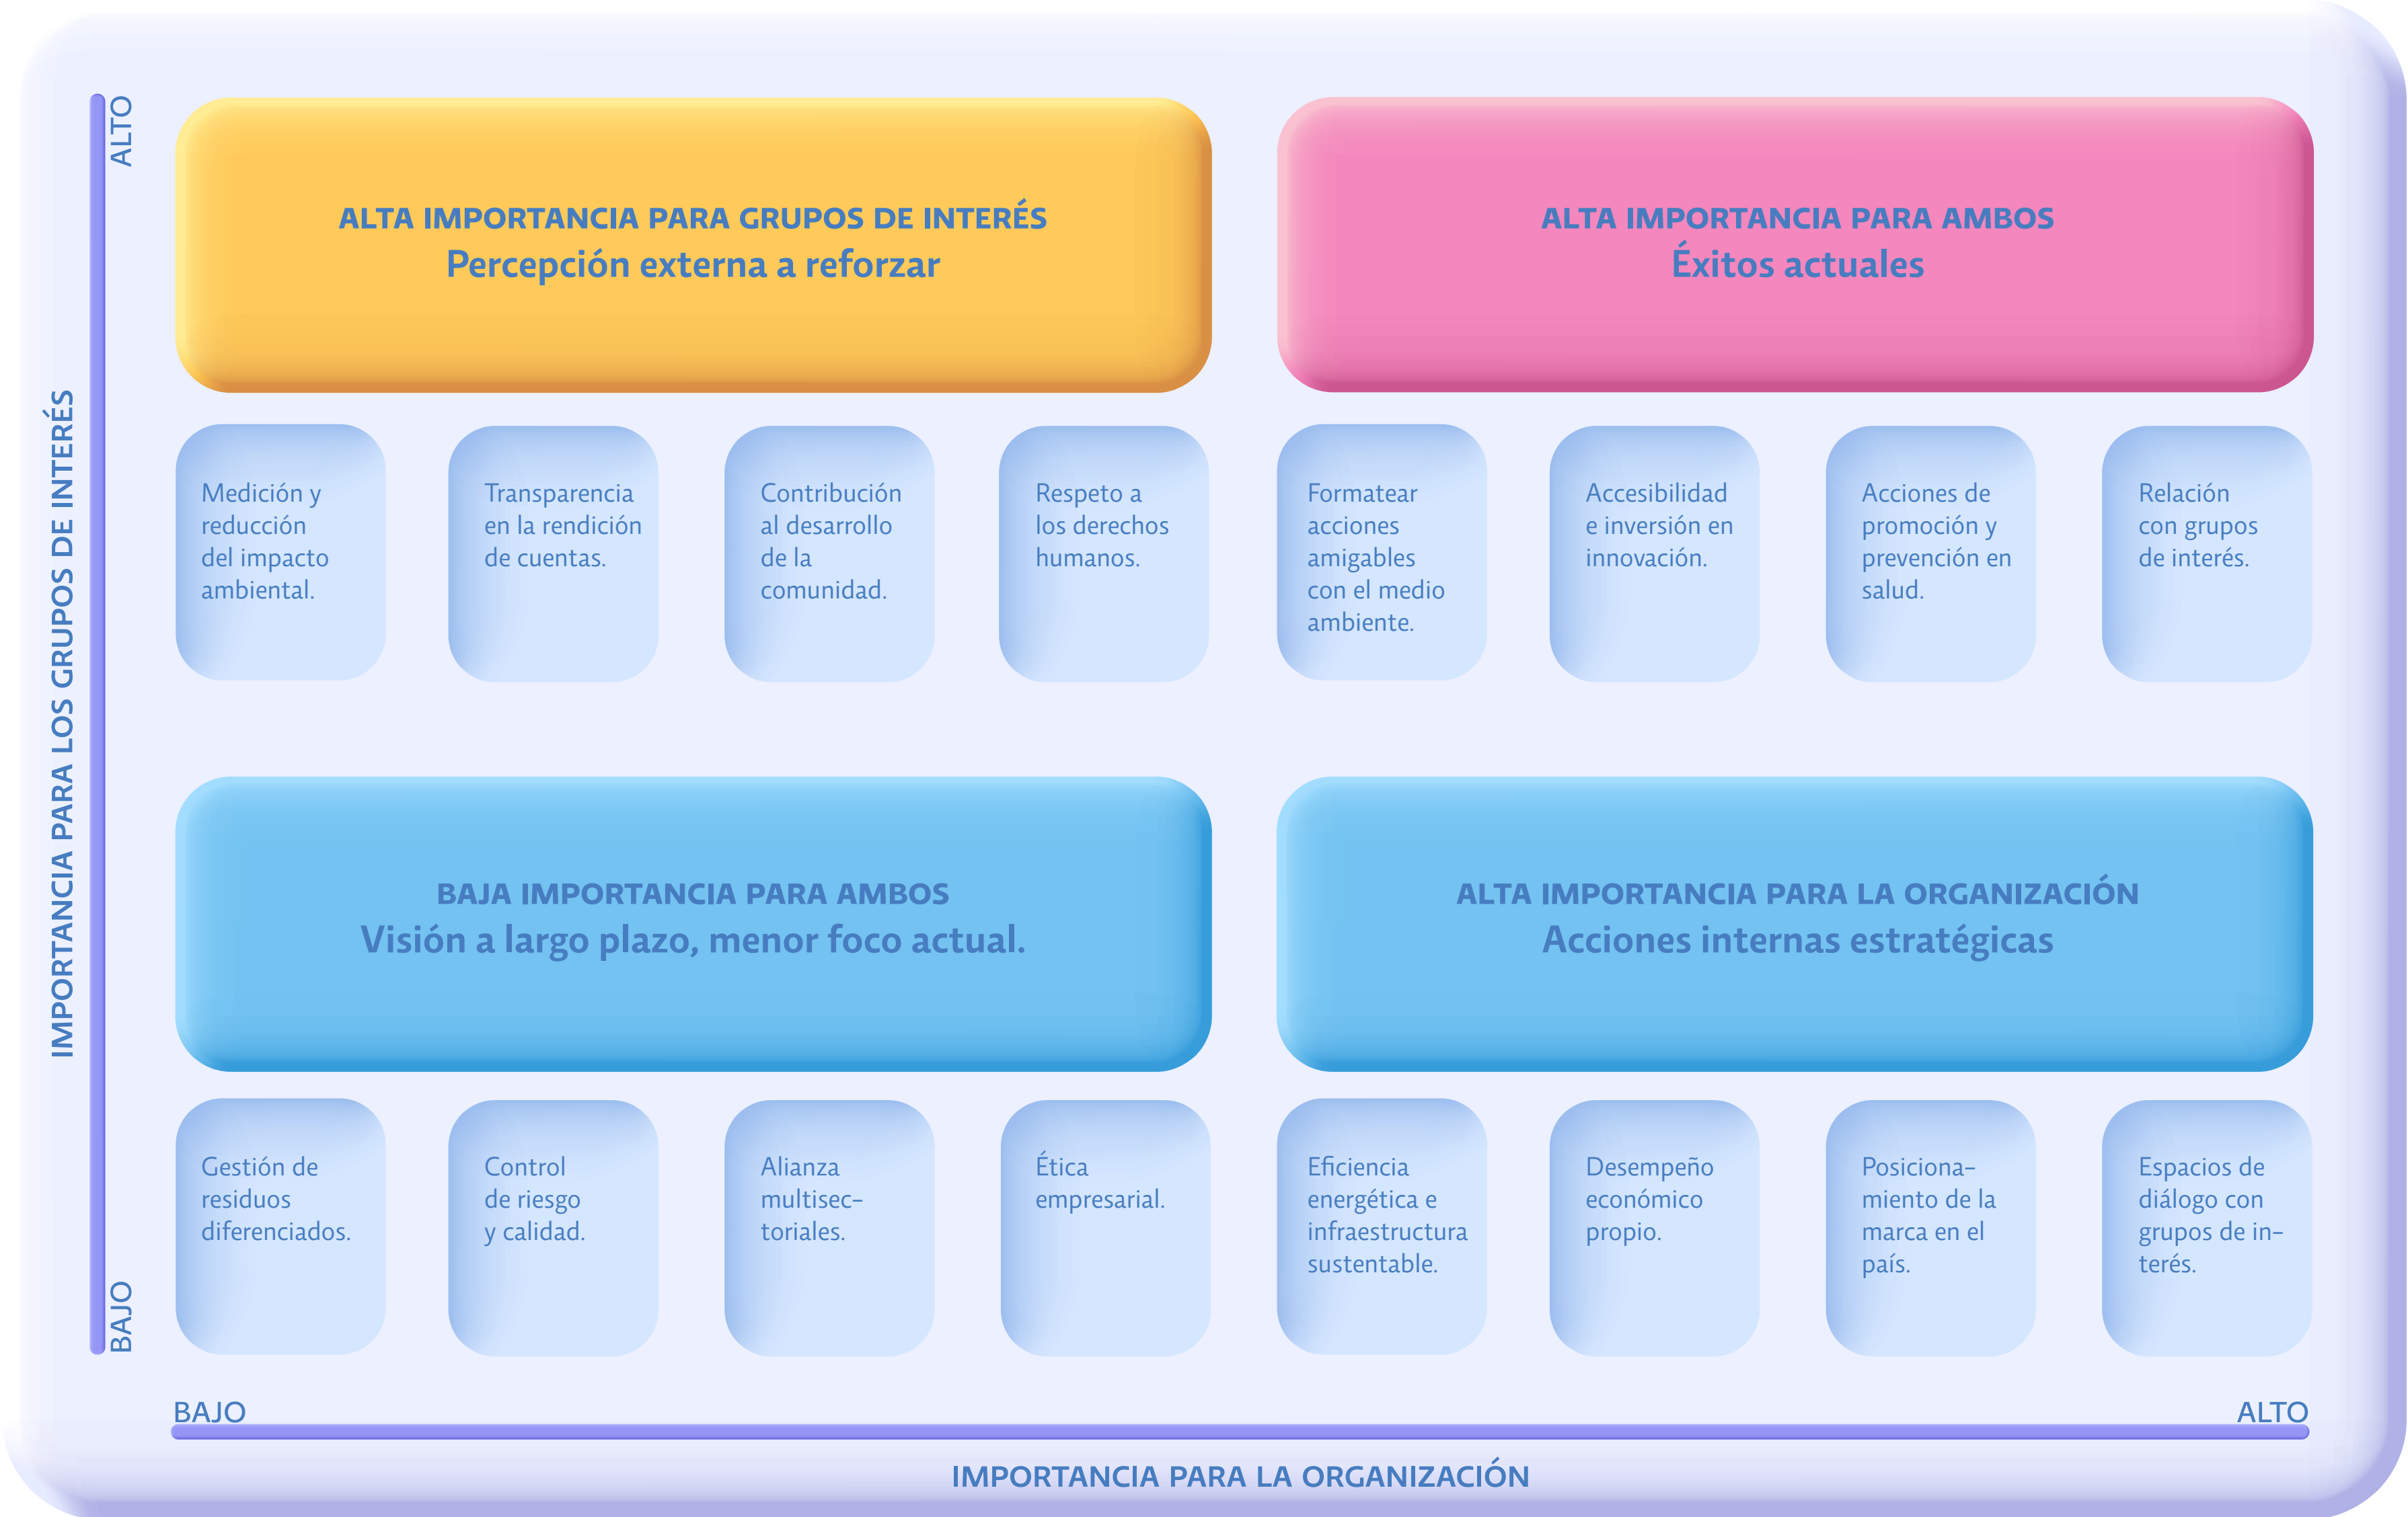 IMPORTANCIA PARA LOS GRUPOS DE INTERÉS
ALTO
ALTA IMPORTANCIA PARA GRUPOS DE INTERÉS
Percepción externa a reforzar
ALTA IMPORTANCIA PARA AMBOS
Éxitos actuales
Medición y
reducción
del impacto
ambiental.
Transparencia
en la rendición
de cuentas.
Contribución
al desarrollo
de la
comunidad.
Respeto a
los derechos
humanos.
Formatear
acciones
amigables
con el medio
ambiente.
Accesibilidad
e inversión en
innovación.
Acciones de
promoción y
prevención en
salud.
Relación
con grupos
de interés.
BAJA IMPORTANCIA PARA AMBOS
Visión a largo plazo, menor foco actual.
ALTA IMPORTANCIA PARA LA ORGANIZACIÓN
Acciones internas estratégicas
Gestión de
residuos
diferenciados.
Control
de riesgo
y calidad.
Alianza
multisec-
toriales.
Ética
empresarial.
Eficiencia
energética e
infraestructura
sustentable.
Desempeño
económico
propio.
Posiciona-
miento de la
marca en el
país.
Espacios de
diálogo con
grupos de in-
terés.
BAJO
BAJO
ALTO
IMPORTANCIA PARA LA ORGANIZACIÓN